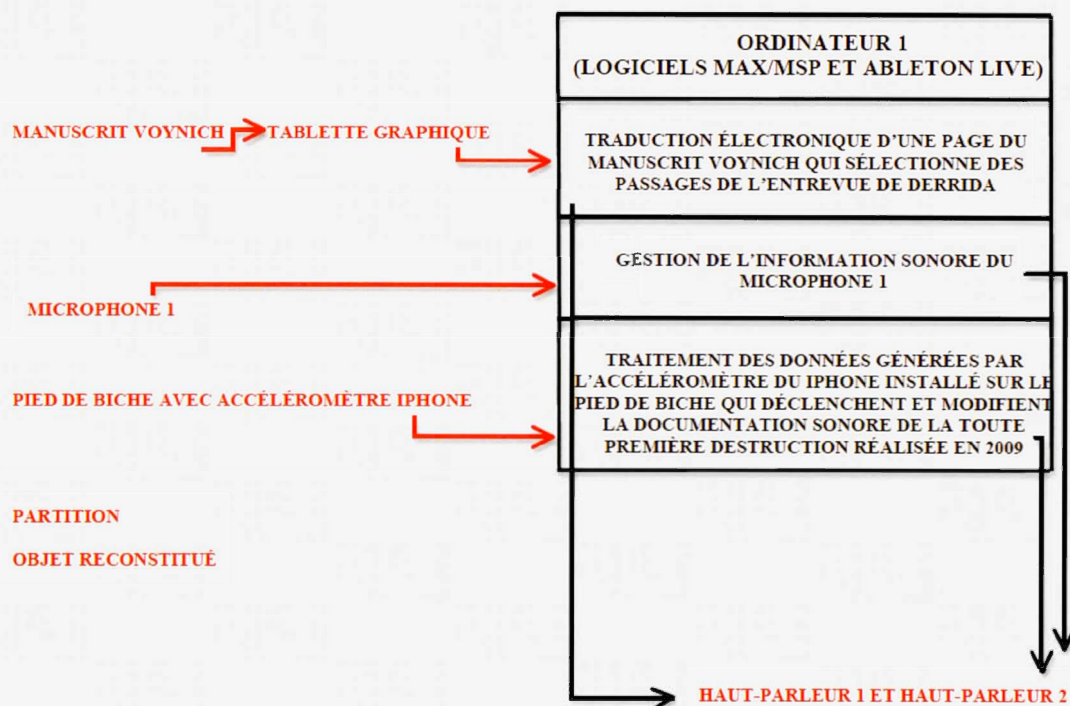 ORDINATEUR 1
(LOGICIELS MAX/MSP ET ABLETON LIVE)
MANUSCRIT VOYNICH TABLETTE GRAPHIQUE
TRADUCTION ÉLECTRONIQUE D'UNE PAGE DU
MANUSCRIT VOYNICH QUI SÉLECTIONNE DES
PASSAGES DE L'ENTREVUE DE DERRIDA
GESTION DE L'INFORMATION SONORE DU
MICROPHONE 1
MICROPHONE 1
TRAITEMENT DES DONNÉES GÉNÉRÉES PAR
L'ACCÉLÉROMÈTRE DU IPHONE INSTALLÉ SUR LE
PIED DE BICHE QUI DÉCLENCHENT ET MODIFIENT
LA DOCUMENTATION SONORE DE LA TOUTE
PREMIÈRE DESTRUCTION RÉALISÉE EN 2009
PIED DE BICHE AVEC ACCÉLÉROMÈTRE IPHONE
PARTITION
OBJET RECONSTITUÉ
HAUT-PARLEUR 1 ET HAUT-PARLEUR 2